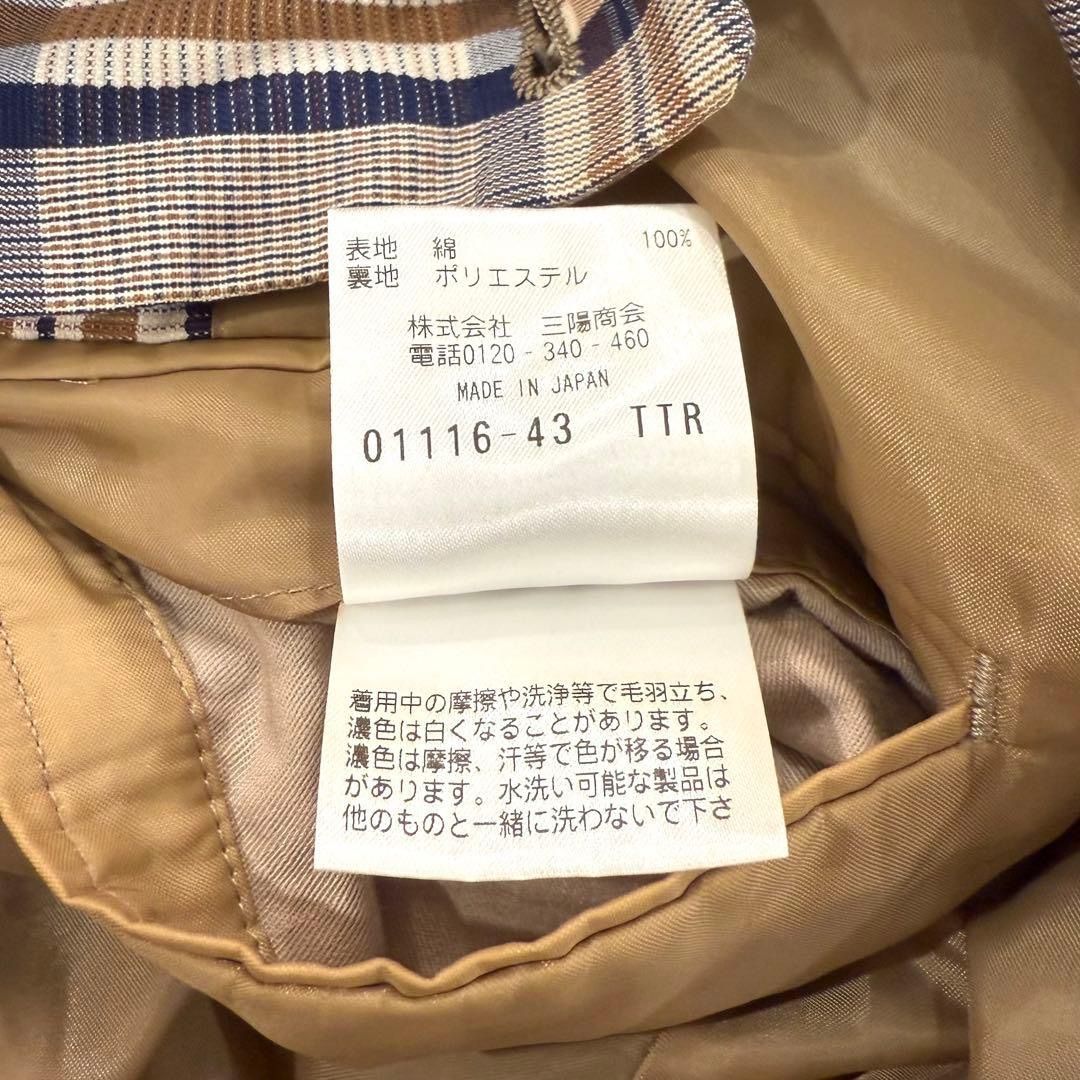 表地 綿 100%
裏地 ポリエステル
株式会社 三陽商会
電話0120-340-460
MADE IN JAPAN
01116-43 TTR
着用中の摩擦や洗浄等で毛羽立ち、
濃色は白くなることがあります。
濃色は摩擦、汗等で色が移る場合
があります。水洗い可能な製品は
他のものと一緒に洗わないで下さ